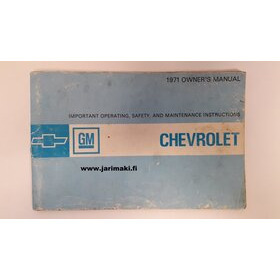 1971 OWNER'S MANUAL
IMPORTANT OPERATING, SAFETY, AND MAINTENANCE INSTRUCTIONS
GM
CHEVROLET
www.jarimaki.fi